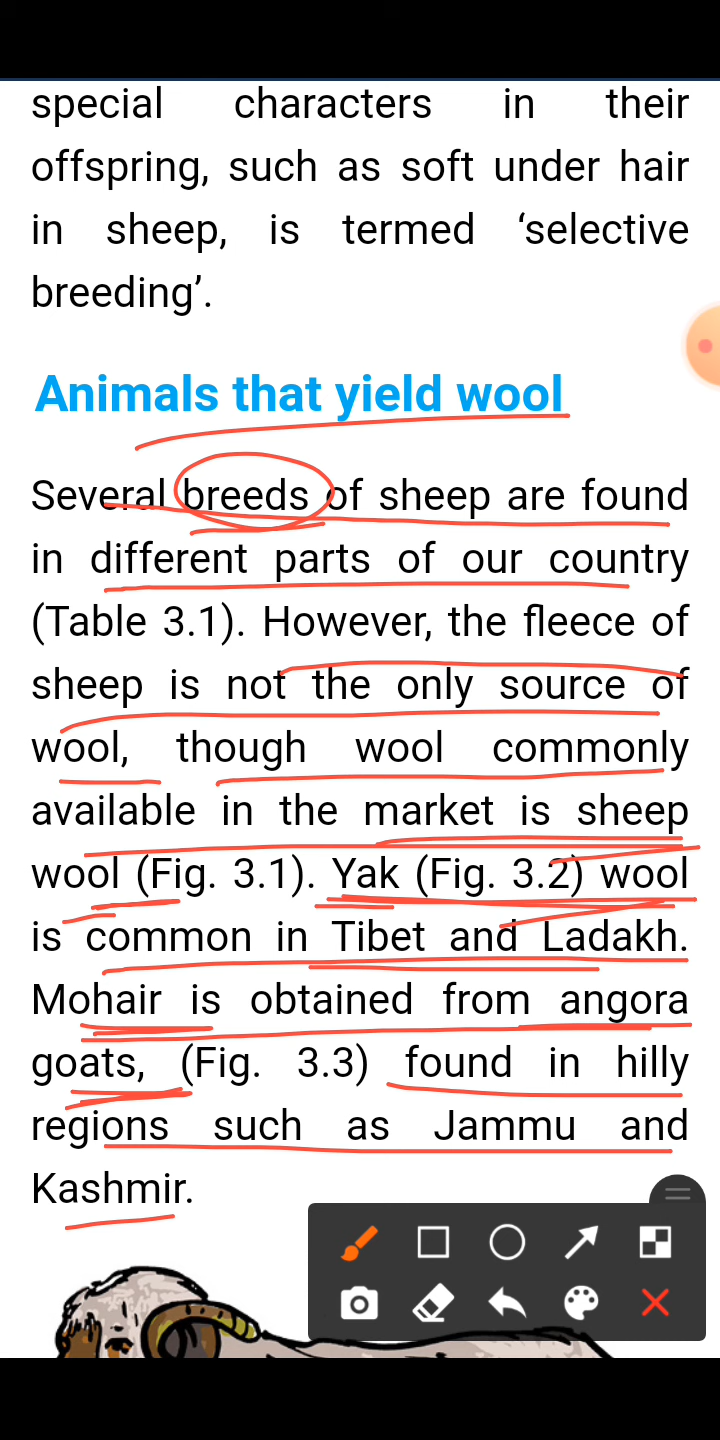 special characters in their
offspring, such as soft under hair
in sheep, is termed ‘selective
breeding’.
Animals that yield wool
Several breeds of sheep are found
in different parts of our country
(Table 3.1). However, the fleece of
sheep is not the only source of
wool, though wool commonly
available in the market is sheep
wool (Fig. 3.1). Yak (Fig. 3.2) wool
is common in Tibet and Ladakh.
Mohair is obtained from angora
goats, (Fig. 3.3) found in hilly
regions such as Jammu and
Kashmir.